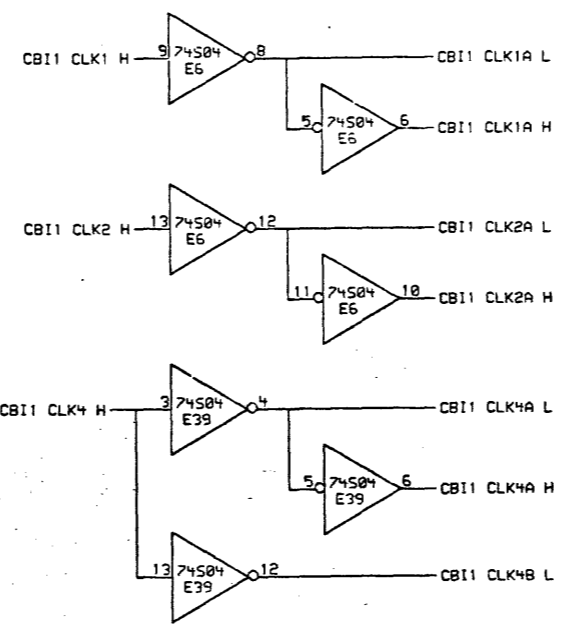 CBI1 CLK1 H 9 74S04 E6 8 CBI1 CLK1A L
5 74S04 E6 6 CBI1 CLK1A H
CBI1 CLK2 H 13 74S04 E6 12 CBI1 CLK2A L
11 74S04 E6 10 CBI1 CLK2A H
CBI1 CLK4 H 3 74S04 E39 4 CBI1 CLK4A L
5 74S04 E39 6 CBI1 CLK4A H
13 74S04 E39 12 CBI1 CLK4B L